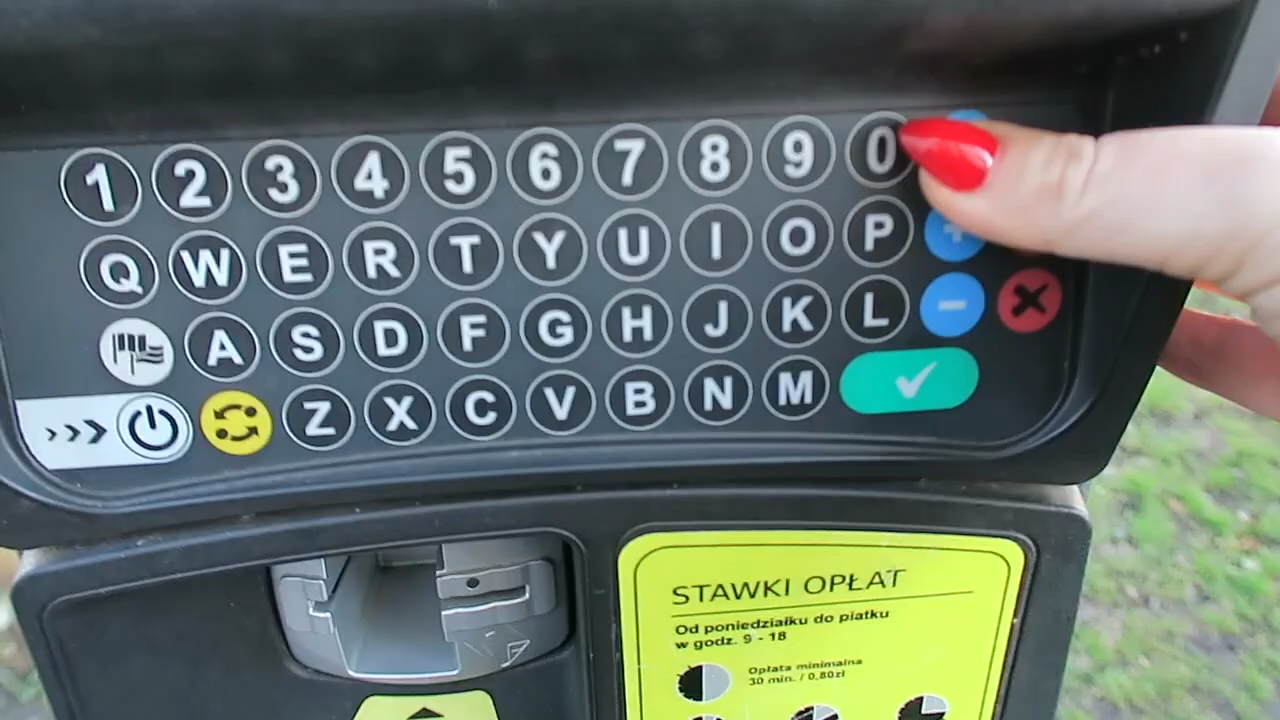 1 2 3 4 5 6 7 8 9 0
Q W E R T Y U I O P +
A S D F G H J K L -
Z X C V B N M
STAWKI OPŁAT
Od poniedziałku do piatku
w godz. 9 - 18
Opłata minimalna
30 min. / 0,80zł